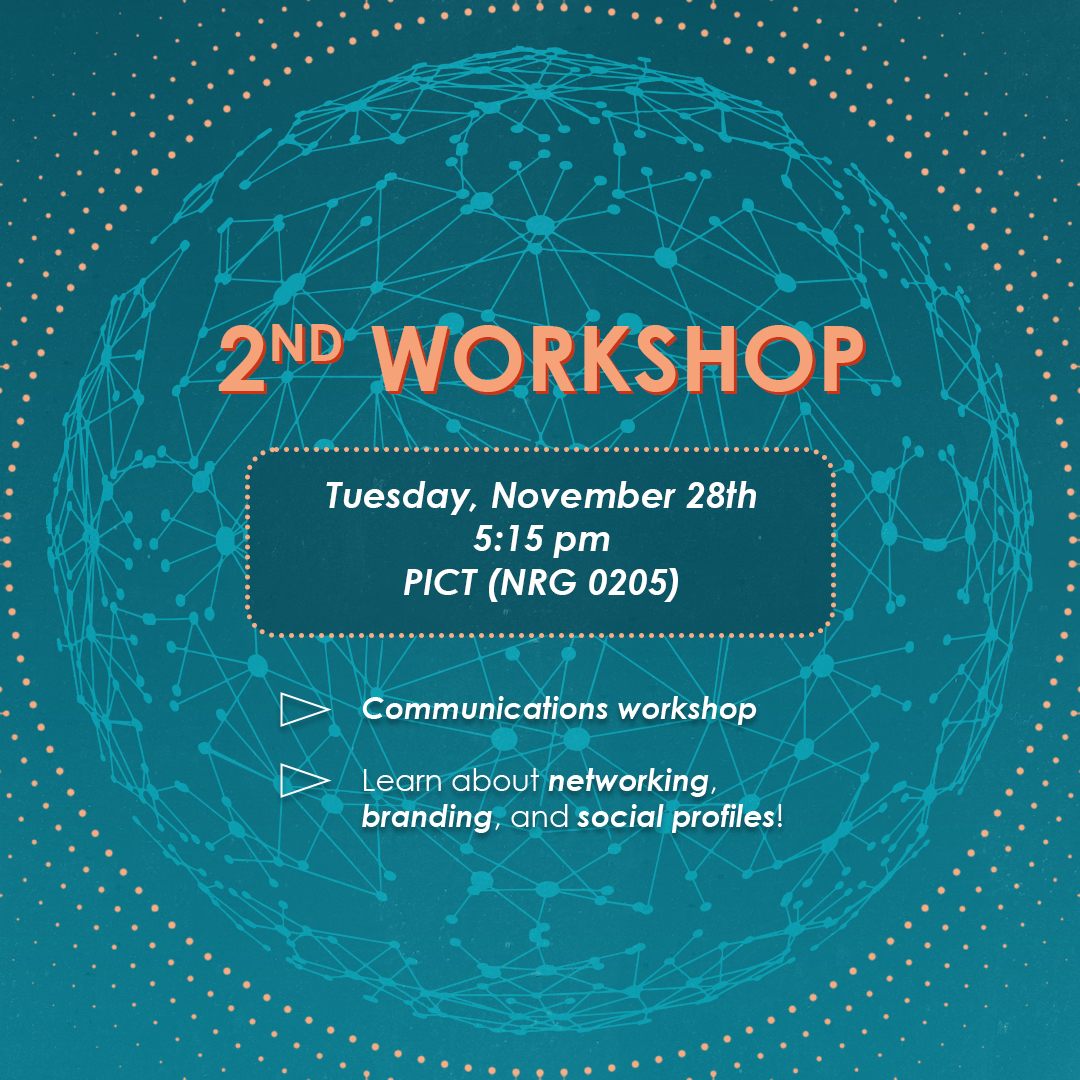 2ND WORKSHOP
Tuesday, November 28th
5:15 pm
PICT (NRG 0205)
Communications workshop
Learn about networking,
branding, and social profiles!